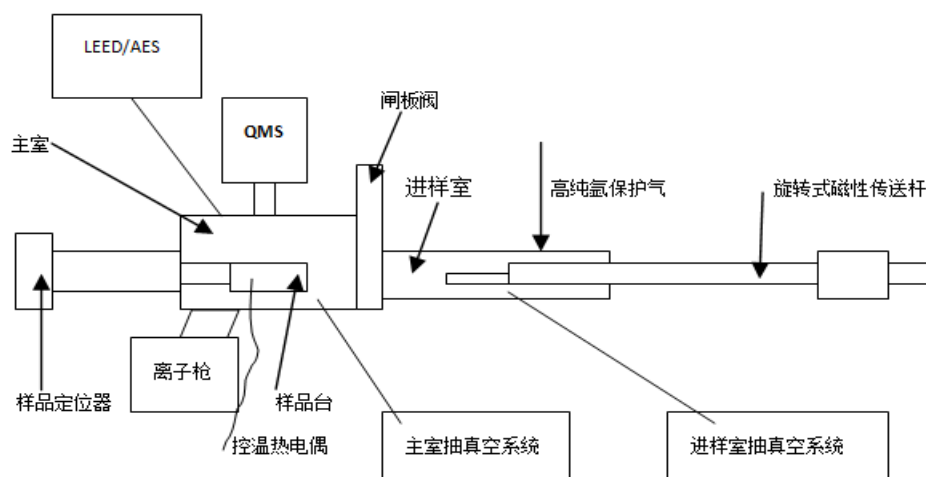 LEED/AES
QMS
闸板阀
主室
进样室
高纯氩保护气
旋转式磁性传送杆
离子枪
样品定位器
样品台
控温热电偶
主室抽真空系统
进样室抽真空系统